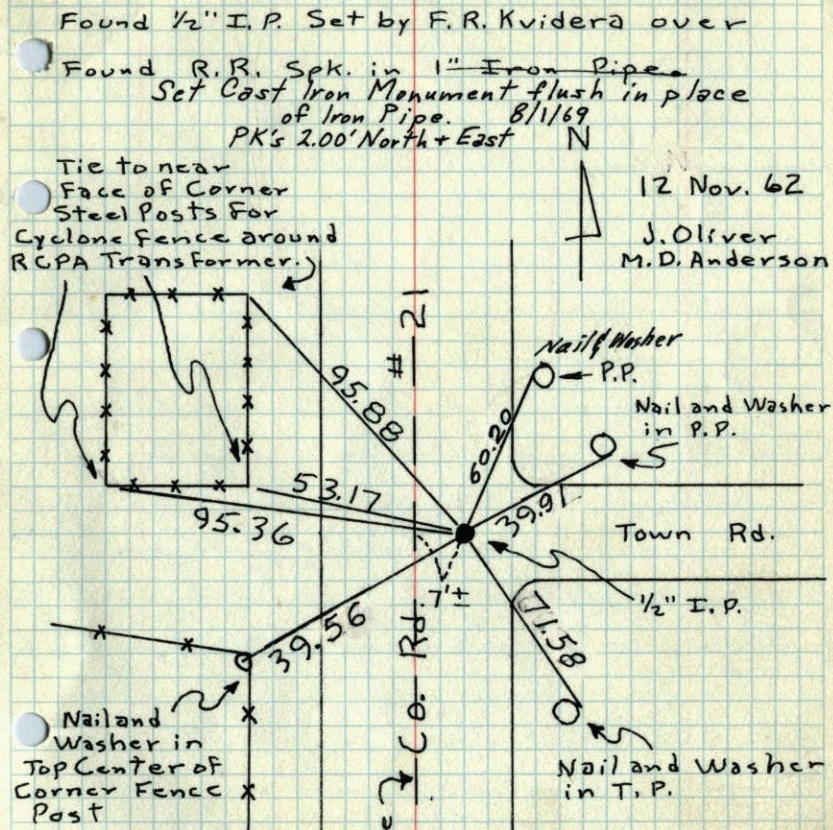 Found ½" I.P. Set by F.R. Kvidera over
Found R.R. Spk. in 1" Iron Pipe.
Set Cast Iron Monument flush in place
of Iron Pipe. 8/1/69
PK's 2.00' North + East
N
12 Nov. 62
J. Oliver
M.D. Anderson
Tie to near
Face of Corner
Steel Posts for
Cyclone Fence around
RCPA Transformer.
# 21
Nail & Washer
P.P.
Nail and Washer
in P.P.
95.88
60.20
39.91
53.17
95.36
Town Rd.
7'±
½" I.P.
39.56
71.58
Co. Rd.
Nail and
Washer in
Top Center of
Corner Fence
Post
Nail and Washer
in T.P.